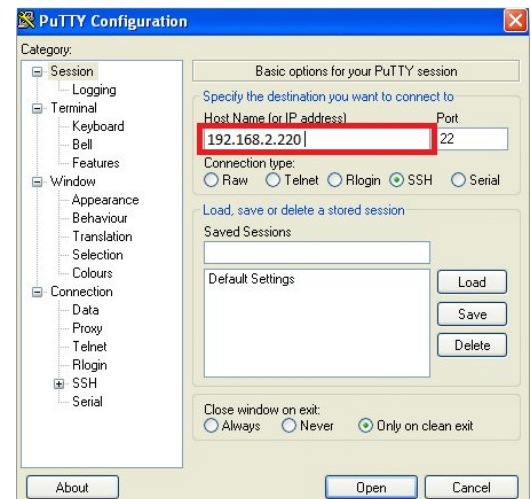 PuTTY Configuration
Category:
Session
Logging
Terminal
Keyboard
Bell
Features
Window
Appearance
Behaviour
Translation
Selection
Colours
Connection
Data
Proxy
Telnet
Rlogin
SSH
Serial
Basic options for your PuTTY session
Specify the destination you want to connect to
Host Name (or IP address) Port
192.168.2.220 22
Connection type:
Raw Telnet Rlogin SSH Serial
Load, save or delete a stored session
Saved Sessions
Default Settings
Load
Save
Delete
Close window on exit:
Always Never Only on clean exit
About Open Cancel